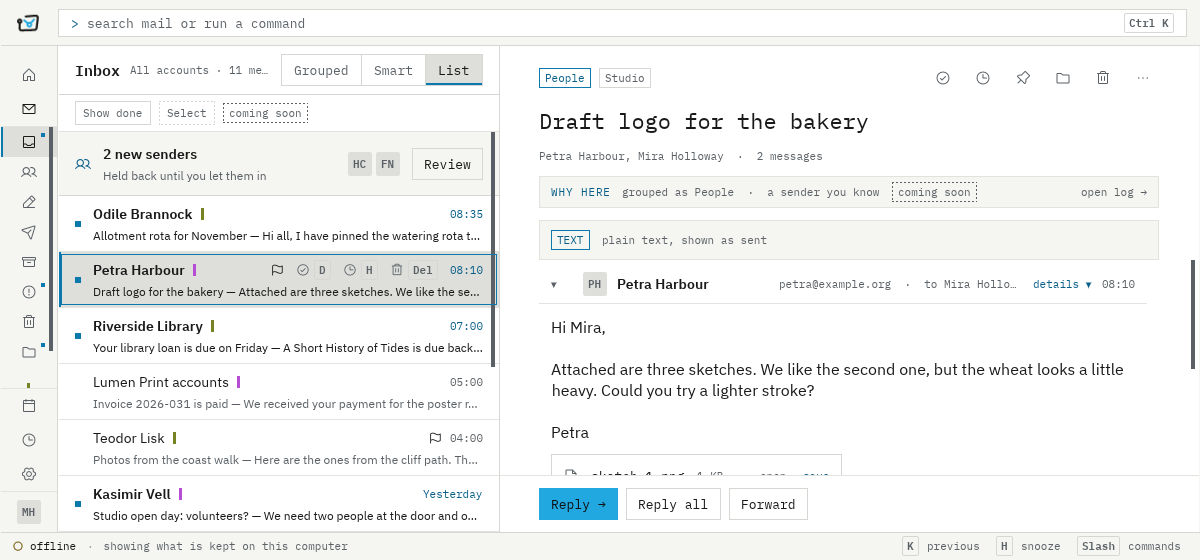 > search mail or run a command Ctrl K
Inbox All accounts · 11 me… Grouped Smart List
Show done Select coming soon
2 new senders
Held back until you let them in
HC FN Review
Odile Brannock 08:35
Allotment rota for November — Hi all, I have pinned the watering rota t…
Petra Harbour D H Del 08:10
Draft logo for the bakery — Attached are three sketches. We like the se…
Riverside Library 07:00
Your library loan is due on Friday — A Short History of Tides is due back…
Lumen Print accounts 05:00
Invoice 2026-031 is paid — We received your payment for the poster r…
Teodor Lisk 04:00
Photos from the coast walk — Here are the ones from the cliff path. Th…
Kasimir Vell Yesterday
Studio open day: volunteers? — We need two people at the door and o…
MH
People Studio ···
Draft logo for the bakery
Petra Harbour, Mira Holloway · 2 messages
WHY HERE grouped as People · a sender you know coming soon open log →
TEXT plain text, shown as sent
▾ PH Petra Harbour petra@example.org · to Mira Hollo… details ▾ 08:10
Hi Mira,
Attached are three sketches. We like the second one, but the wheat looks a little
heavy. Could you try a lighter stroke?
Petra
sketch-1.png 1 KB open save
Reply → Reply all Forward
offline · showing what is kept on this computer
K previous H snooze Slash commands